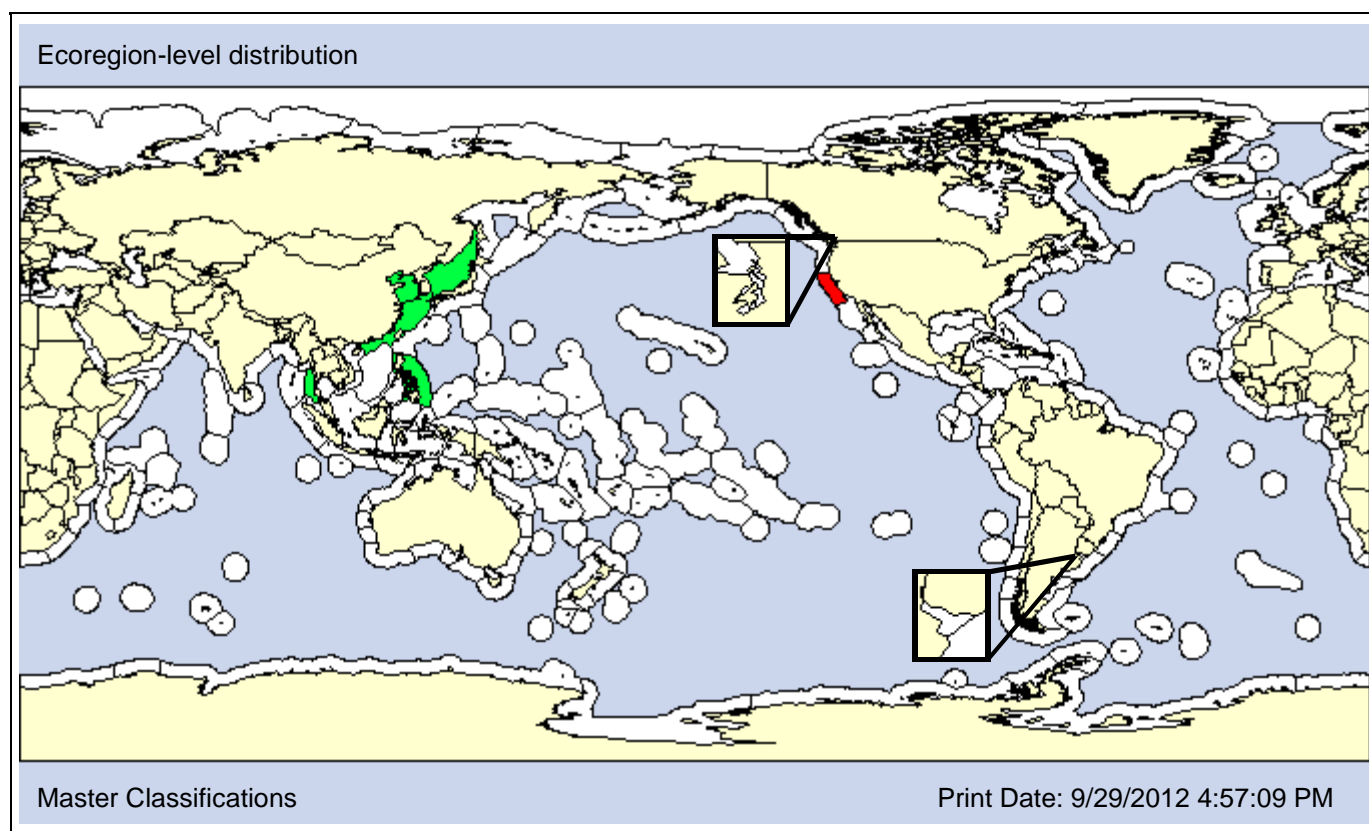 Ecoregion-level distribution
Master Classifications
Print Date: 9/29/2012 4:57:09 PM